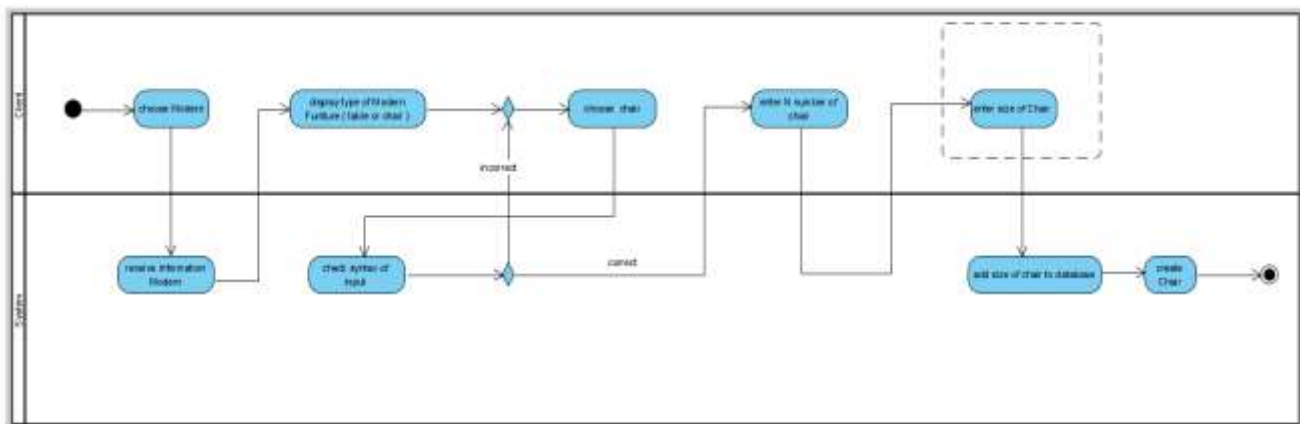 Client
choose Modern
display type of Modern
Furniture ( table or chair )
choose chair
enter N number of
chair
enter size of Chair
incorrect
System
receive information
Modern
check syntax of
input
correct
add size of chair to database
create
Chair